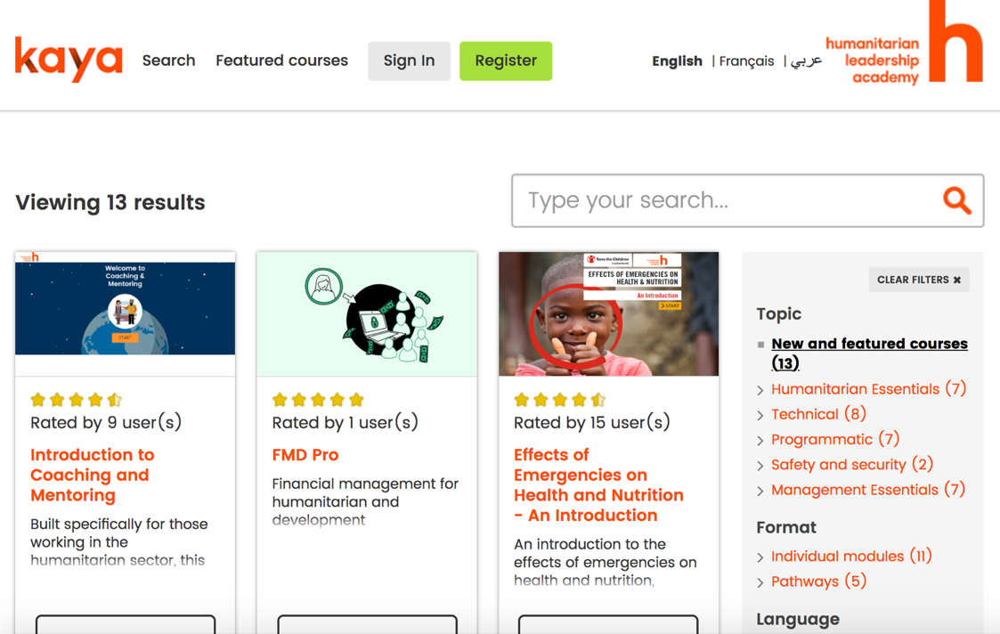 kaya
Search
Featured courses
Sign In
Register
English | Français | عربي
humanitarian
leadership
academy
h
Viewing 13 results
Type your search...
h
Welcome to
Coaching &
Mentoring
START
Rated by 9 user(s)
Introduction to
Coaching and
Mentoring
Built specifically for those
working in the
humanitarian sector, this
Rated by 1 user(s)
FMD Pro
Financial management for
humanitarian and
development
Save the Children
h
EFFECTS OF EMERGENCIES ON
HEALTH & NUTRITION
An Introduction
> START
Rated by 15 user(s)
Effects of
Emergencies on
Health and Nutrition
- An Introduction
An introduction to the
effects of emergencies on
health and nutrition,
CLEAR FILTERS ✖
Topic
New and featured courses
(13)
Humanitarian Essentials (7)
Technical (8)
Programmatic (7)
Safety and security (2)
Management Essentials (7)
Format
Individual modules (11)
Pathways (5)
Language